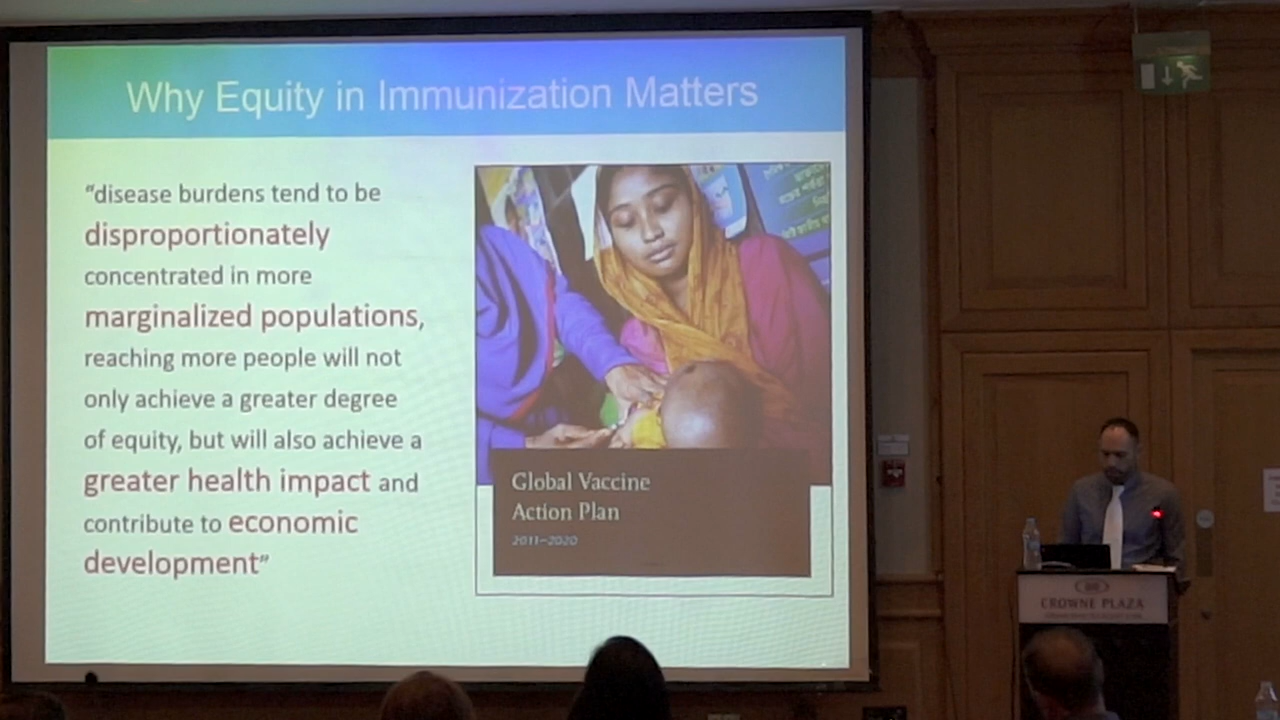 Why Equity in Immunization Matters
“disease burdens tend to be
disproportionately
concentrated in more
marginalized populations,
reaching more people will not
only achieve a greater degree
of equity, but will also achieve a
greater health impact and
contribute to economic
development”
Global Vaccine
Action Plan
2011–2020
CROWNE PLAZA